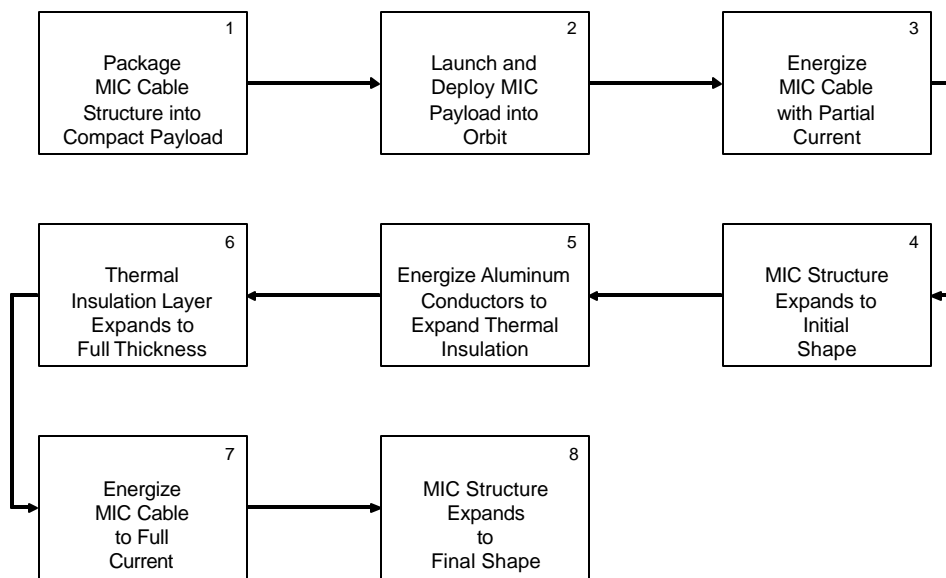 1
Package
MIC Cable
Structure into
Compact Payload
2
Launch and
Deploy MIC
Payload into
Orbit
3
Energize
MIC Cable
with Partial
Current
6
Thermal
Insulation Layer
Expands to
Full Thickness
5
Energize Aluminum
Conductors to
Expand Thermal
Insulation
4
MIC Structure
Expands to
Initial
Shape
7
Energize
MIC Cable
to Full
Current
8
MIC Structure
Expands
to
Final Shape